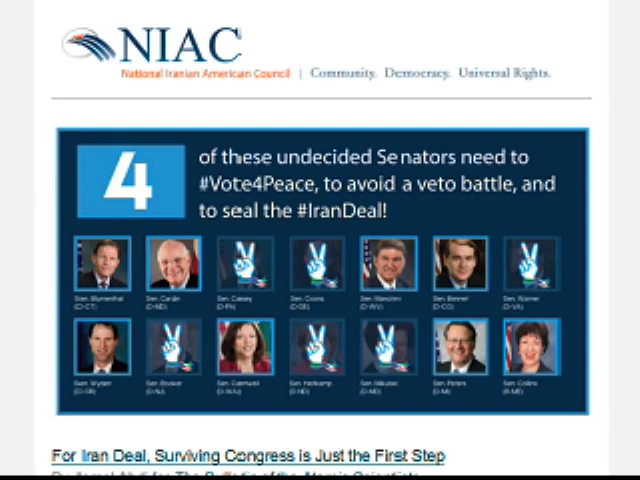 NIAC
National Iranian American Council | Community. Democracy. Universal Rights.
4
of these undecided Senators need to
#Vote4Peace, to avoid a veto battle, and
to seal the #IranDeal!
Sen. Blumenthal Sen. Cardin Sen. Casey Sen. Coons Sen. Manchin Sen. Bennet Sen. Warner
(D-CT) (D-MD) (D-PA) (D-DE) (D-WV) (D-CO) (D-VA)
Sen. Wyden Sen. Booker Sen. Cantwell Sen. Heitkamp Sen. Mikulski Sen. Peters Sen. Collins
(D-OR) (D-NJ) (D-WA) (D-ND) (D-MD) (D-MI) (R-ME)
For Iran Deal, Surviving Congress is Just the First Step